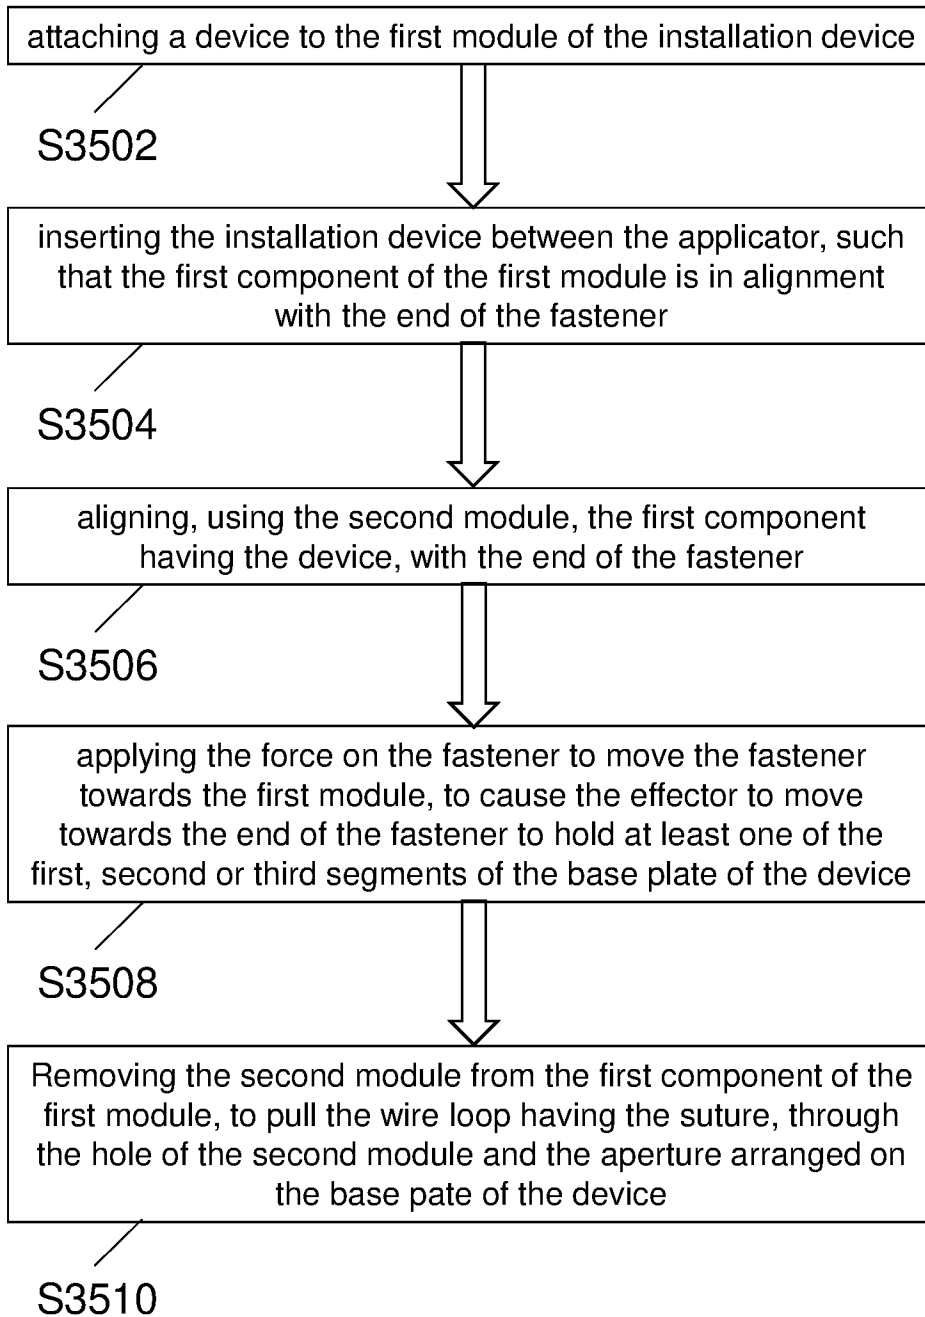 attaching a device to the first module of the installation device
S3502
inserting the installation device between the applicator, such
that the first component of the first module is in alignment
with the end of the fastener
S3504
aligning, using the second module, the first component
having the device, with the end of the fastener
S3506
applying the force on the fastener to move the fastener
towards the first module, to cause the effector to move
towards the end of the fastener to hold at least one of the
first, second or third segments of the base plate of the device
S3508
Removing the second module from the first component of the
first module, to pull the wire loop having the suture, through
the hole of the second module and the aperture arranged on
the base pate of the device
S3510